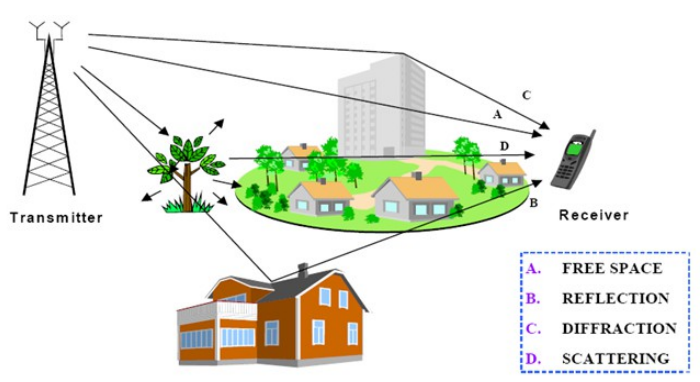 C
A
D
B
Transmitter
Receiver
A. FREE SPACE
B. REFLECTION
C. DIFFRACTION
D. SCATTERING